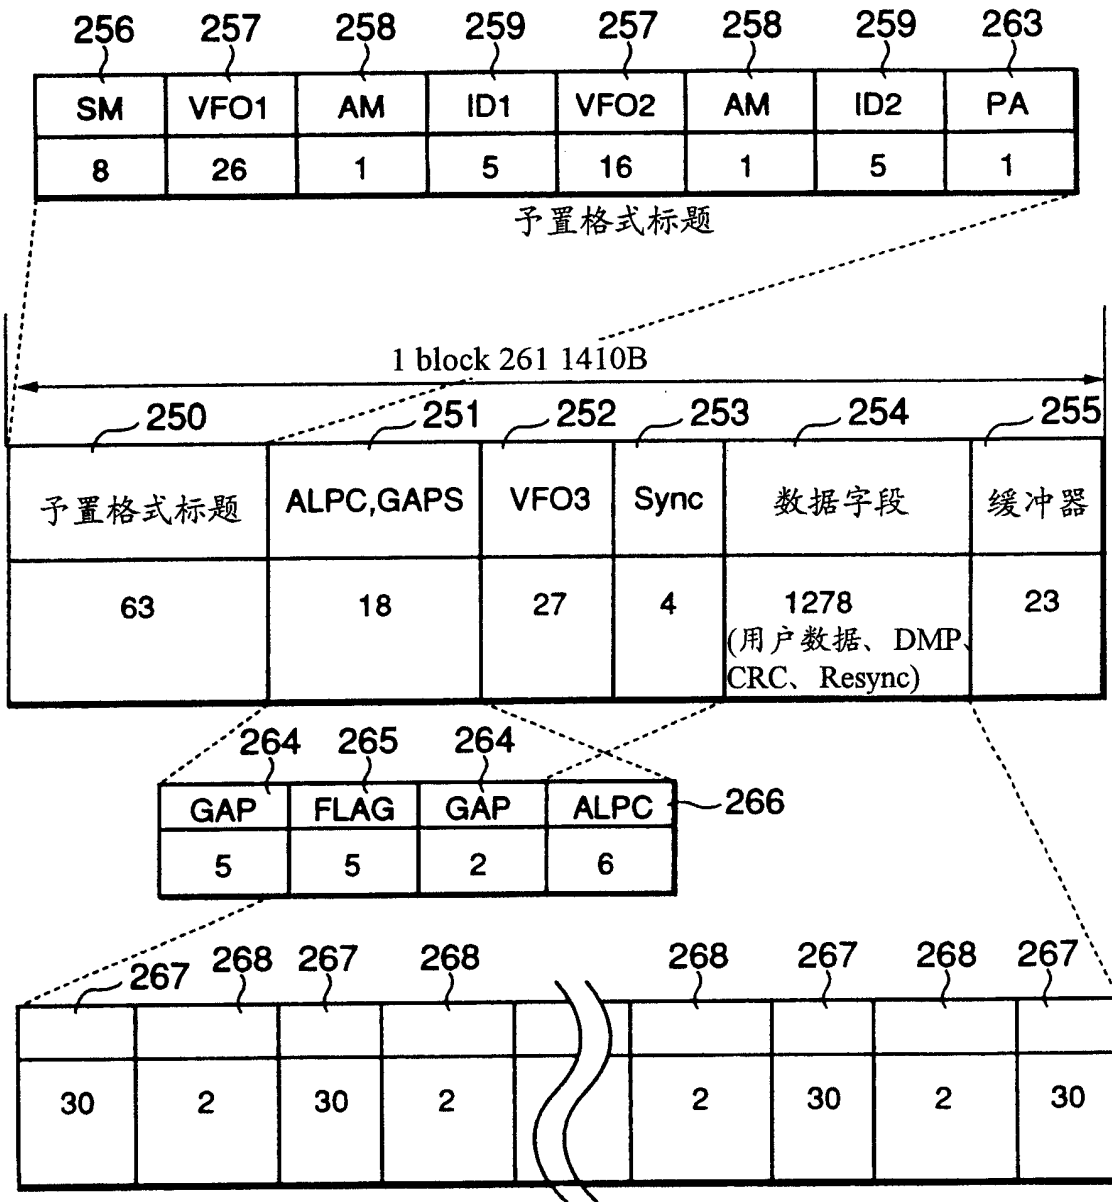 256 257 258 259 257 258 259 263
SM VFO1 AM ID1 VFO2 AM ID2 PA
8 26 1 5 16 1 5 1
予置格式标题
1 block 261 1410B
250 251 252 253 254 255
予置格式标题 ALPC,GAPS VFO3 Sync 数据字段 缓冲器
63 18 27 4 1278 23
(用户数据、DMP、
CRC、Resync)
264 265 264
GAP FLAG GAP ALPC 266
5 5 2 6
267 268 267 268 268 267 268 267
30 2 30 2 2 30 2 30